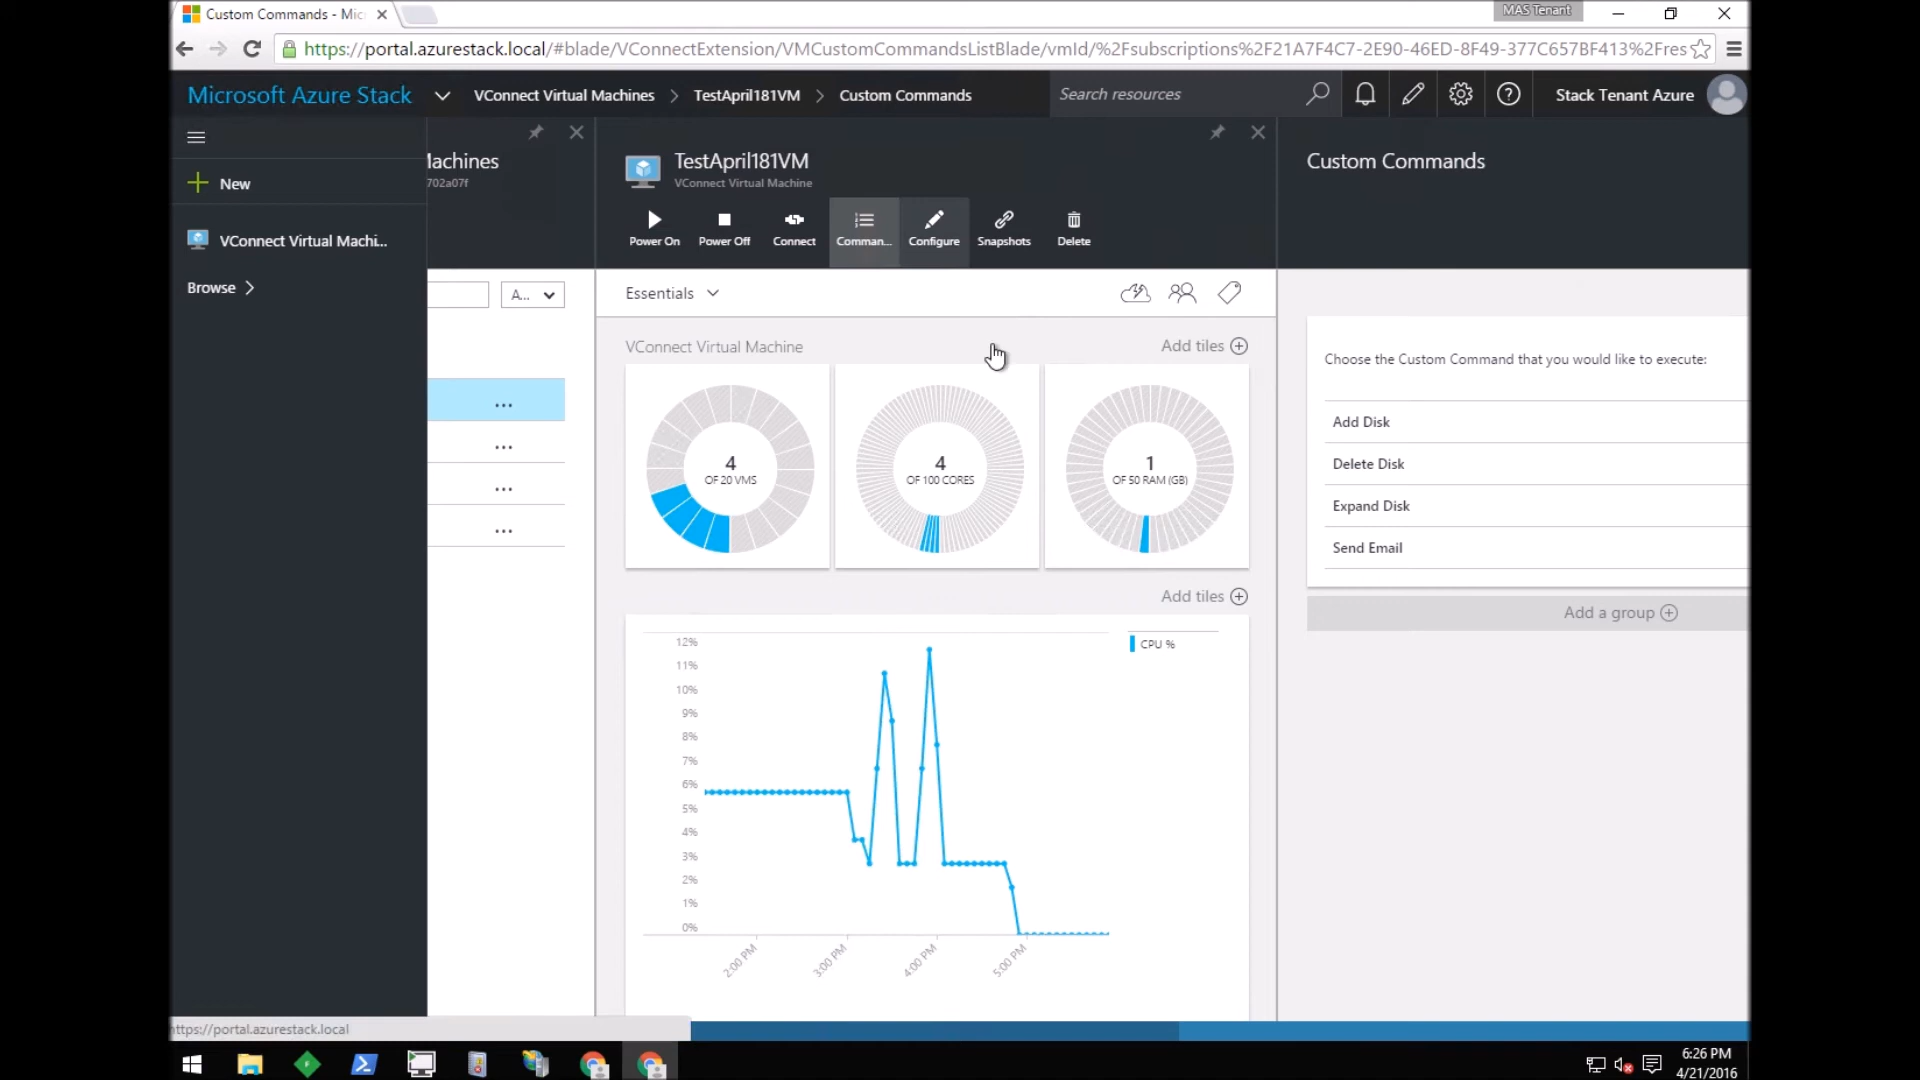 Custom Commands - Mic
MAS Tenant
https://portal.azurestack.local/#blade/VConnectExtension/VMCustomCommandsListBlade/vmId/%2Fsubscriptions%2F21A7F4C7-2E90-46ED-8F49-377C657BF413%2Fres
Microsoft Azure Stack
VConnect Virtual Machines > TestApril181VM > Custom Commands
Search resources
Stack Tenant Azure
New
VConnect Virtual Machi...
Browse >
Machines
702a07f
A...
...
...
...
...
TestApril181VM
VConnect Virtual Machine
Power On
Power Off
Connect
Comman...
Configure
Snapshots
Delete
Essentials
VConnect Virtual Machine
Add tiles
4
OF 20 VMS
4
OF 100 CORES
1
OF 50 RAM (GB)
Add tiles
CPU %
12%
11%
10%
9%
8%
7%
6%
5%
4%
3%
2%
1%
0%
2:00 PM
3:00 PM
4:00 PM
5:00 PM
Custom Commands
Choose the Custom Command that you would like to execute:
Add Disk
Delete Disk
Expand Disk
Send Email
Add a group
https://portal.azurestack.local
6:26 PM
4/21/2016